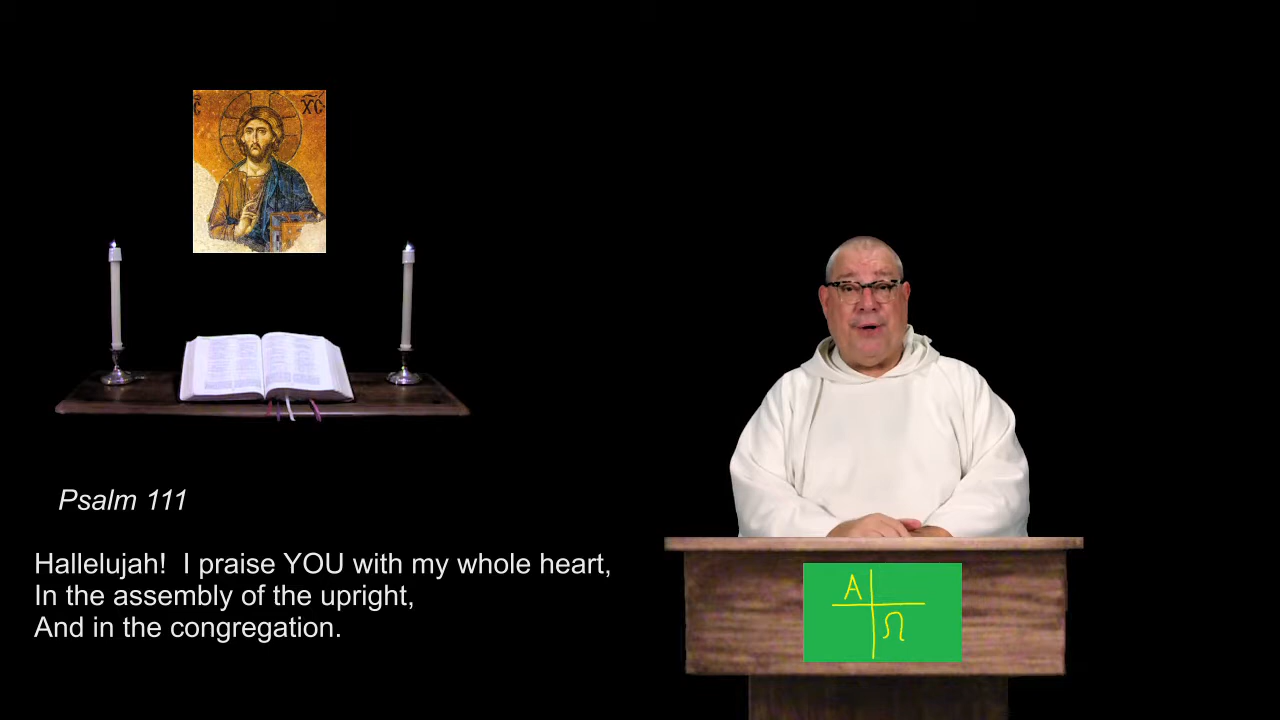 C XC
Psalm 111
Hallelujah!  I praise YOU with my whole heart,
In the assembly of the upright,
And in the congregation.
A
Ω